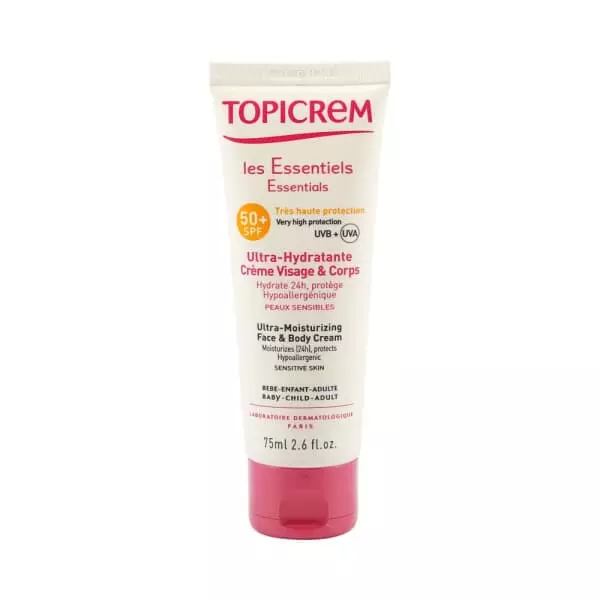 TOPICREM
les Essentiels
Essentials
50+
SPF
Très haute protection
Very high protection
UVB + UVA
Ultra-Hydratante
Crème Visage & Corps
Hydrate 24h, protège
Hypoallergénique
PEAUX SENSIBLES
Ultra-Moisturizing
Face & Body Cream
Moisturizes (24h), protects
Hypoallergenic
SENSITIVE SKIN
BEBE-ENFANT-ADULTE
BABY-CHILD-ADULT
LABORATOIRE DERMATOLOGIQUE
PARIS
75ml 2.6 fl.oz.